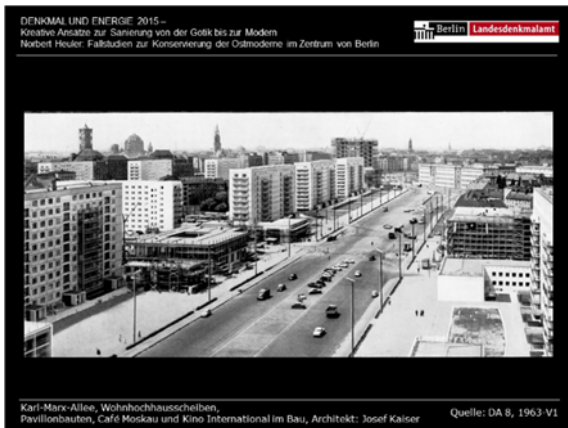 DENKMAL UND ENERGIE 2015 –
Kreative Ansätze zur Sanierung von der Gotik bis zur Modern
Norbert Heuler: Fallstudien zur Konservierung der Ostmoderne im Zentrum von Berlin
Berlin Landesdenkmalamt
Karl-Marx-Allee, Wohnhochhausscheiben,
Pavillonbauten, Café Moskau und Kino International im Bau, Architekt: Josef Kaiser
Quelle: DA 8, 1963-V1